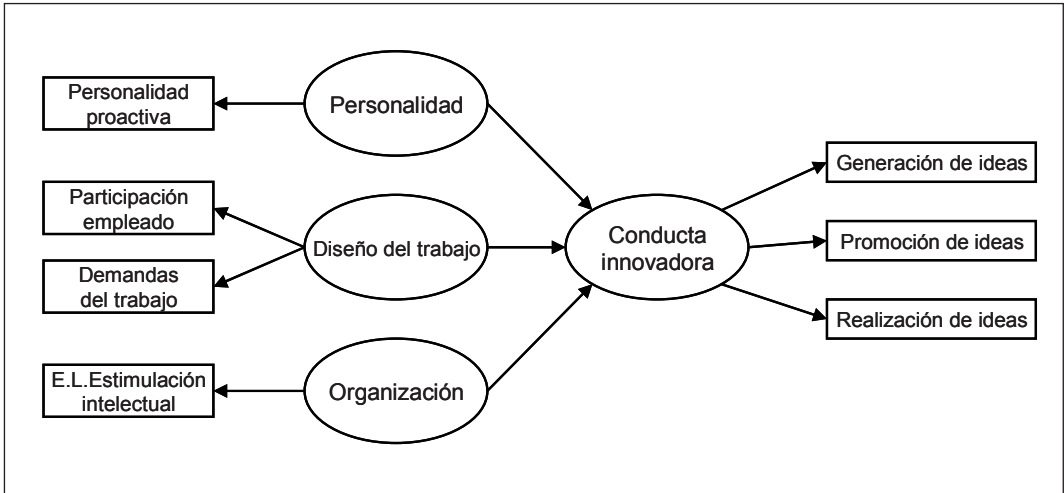 Personalidad
proactiva
Participación
empleado
Demandas
del trabajo
E.L.Estimulación
intelectual
Personalidad
Diseño del trabajo
Organización
Conducta
innovadora
Generación de ideas
Promoción de ideas
Realización de ideas